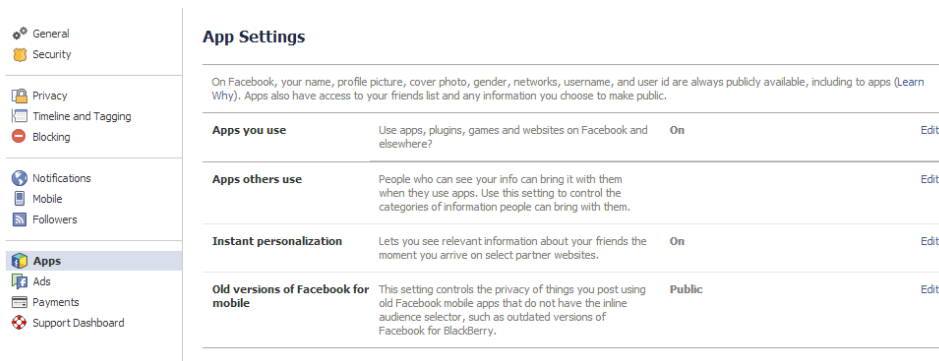 General
Security
Privacy
Timeline and Tagging
Blocking
Notifications
Mobile
Followers
Apps
Ads
Payments
Support Dashboard
App Settings
On Facebook, your name, profile picture, cover photo, gender, networks, username, and user id are always publicly available, including to apps (Learn
Why). Apps also have access to your friends list and any information you choose to make public.
Apps you use
Use apps, plugins, games and websites on Facebook and
elsewhere?
On
Edit
Apps others use
People who can see your info can bring it with them
when they use apps. Use this setting to control the
categories of information people can bring with them.
Edit
Instant personalization
Lets you see relevant information about your friends the
moment you arrive on select partner websites.
On
Edit
Old versions of Facebook for
mobile
This setting controls the privacy of things you post using
old Facebook mobile apps that do not have the inline
audience selector, such as outdated versions of
Facebook for BlackBerry.
Public
Edit